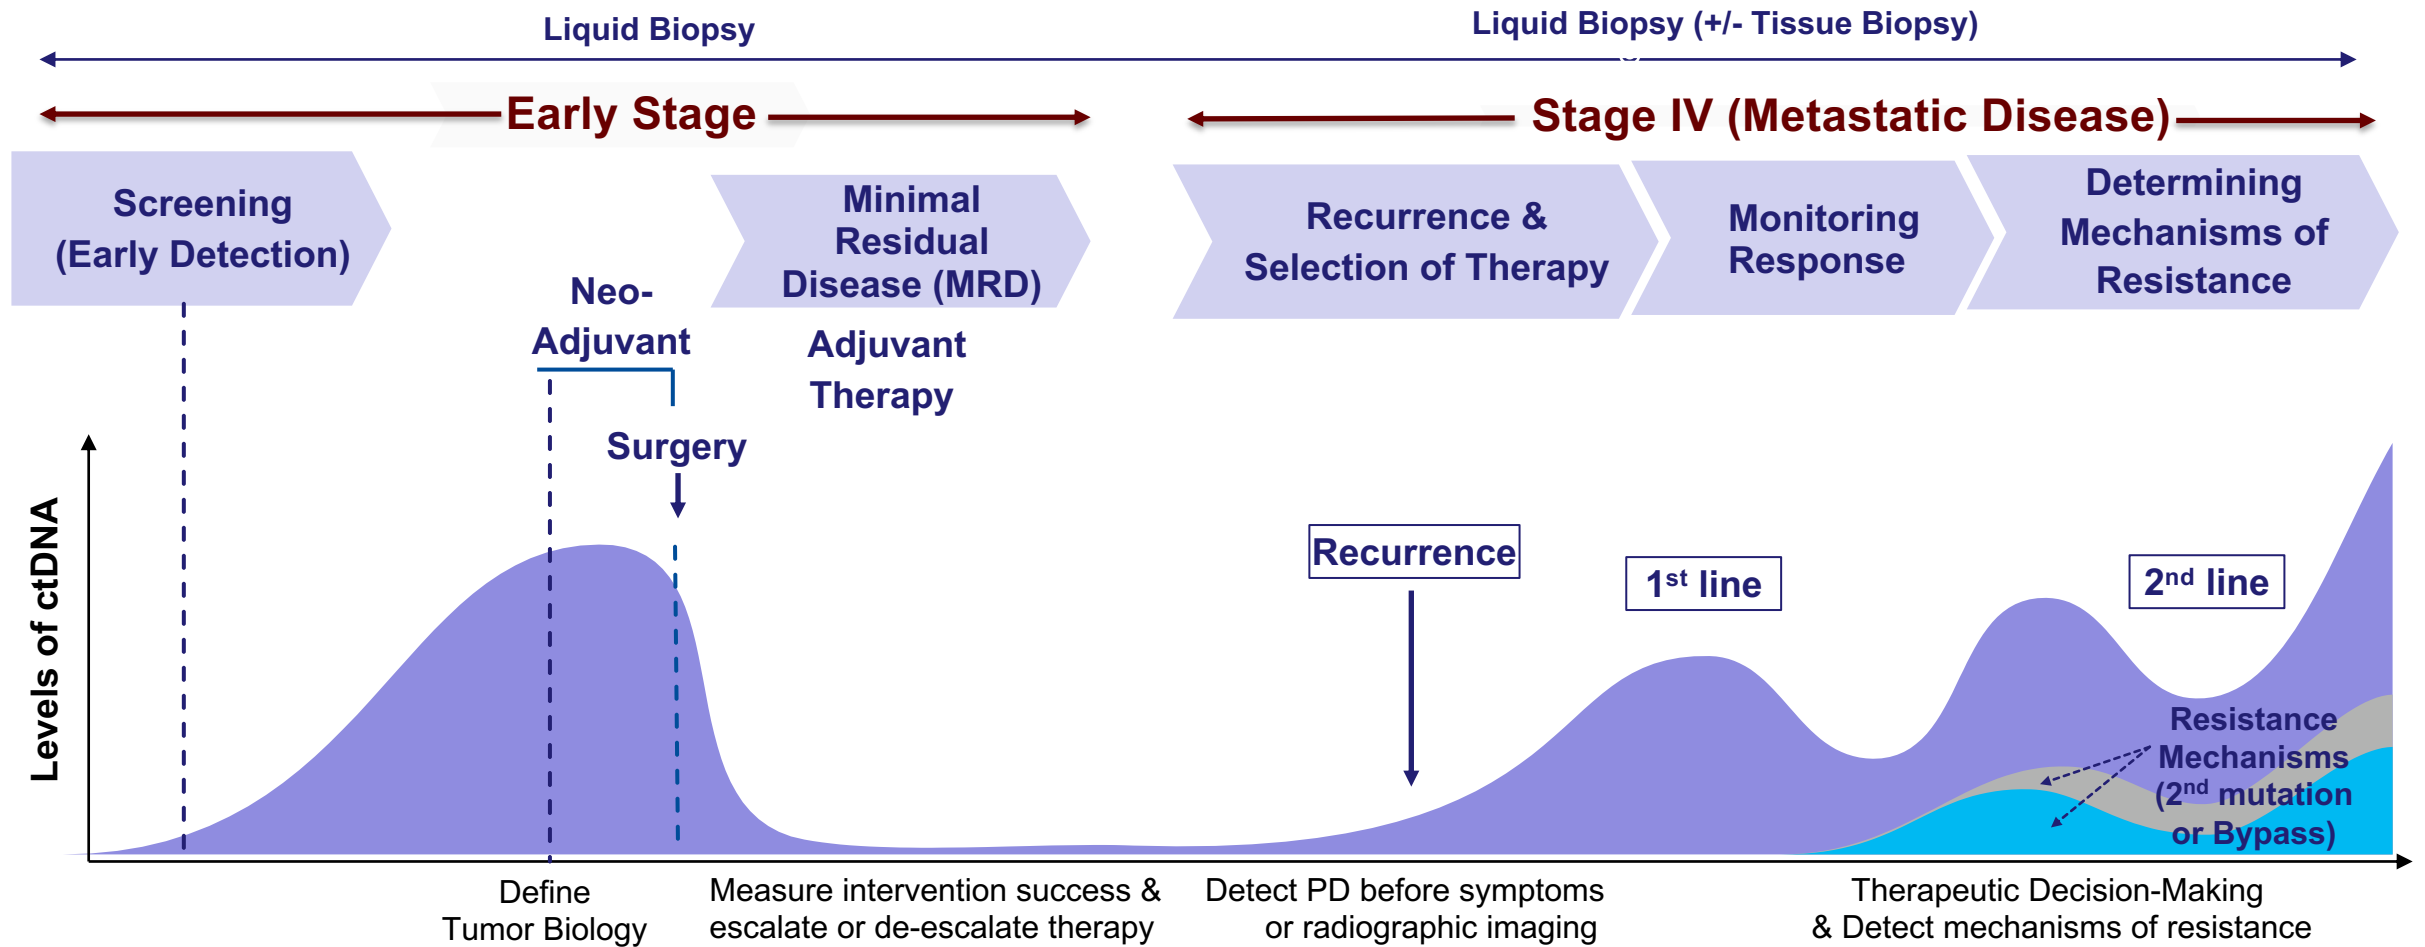 Liquid Biopsy
Liquid Biopsy (+/- Tissue Biopsy)
Early Stage
Stage IV (Metastatic Disease)
Screening
(Early Detection)
Neo-
Adjuvant
Surgery
Minimal
Residual
Disease (MRD)
Adjuvant
Therapy
Recurrence &
Selection of Therapy
Monitoring
Response
Determining
Mechanisms of
Resistance
Levels of ctDNA
Recurrence
1st line
2nd line
Resistance
Mechanisms
(2nd mutation
or Bypass)
Define
Tumor Biology
Measure intervention success &
escalate or de-escalate therapy
Detect PD before symptoms
or radiographic imaging
Therapeutic Decision-Making
& Detect mechanisms of resistance